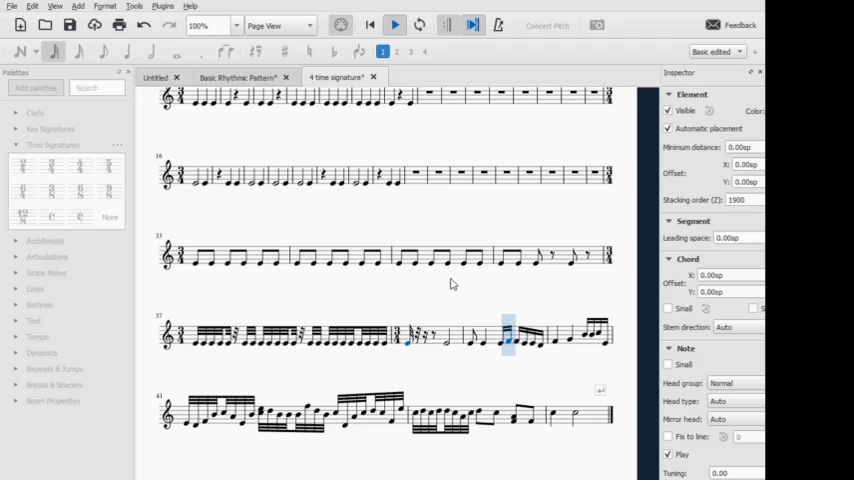 File Edit View Add Format Tools Plugins Help
100% Page View Concert Pitch Feedback
1 2 3 4 Basic edited
Palettes Untitled Basic Rhythmic Pattern* 4 time signature* Inspector
Add palettes Search
Clefs
Key Signatures
Time Signatures
More
Accidentals
Articulations
Grace Notes
Lines
Barlines
Text
Tempo
Dynamics
Repeats & Jumps
Breaks & Spacers
Beam Properties
16
33
37
41
Element
Visible Color:
Automatic placement
Minimum distance: 0.00sp
X: 0.00sp
Offset:
Y: 0.00sp
Stacking order (Z): 1900
Segment
Leading space: 0.00sp
Chord
X: 0.00sp
Offset:
Y: 0.00sp
Small S
Stem direction: Auto
Note
Small
Head group: Normal
Head type: Auto
Mirror head: Auto
Fix to line: 0
Play
Tuning: 0.00